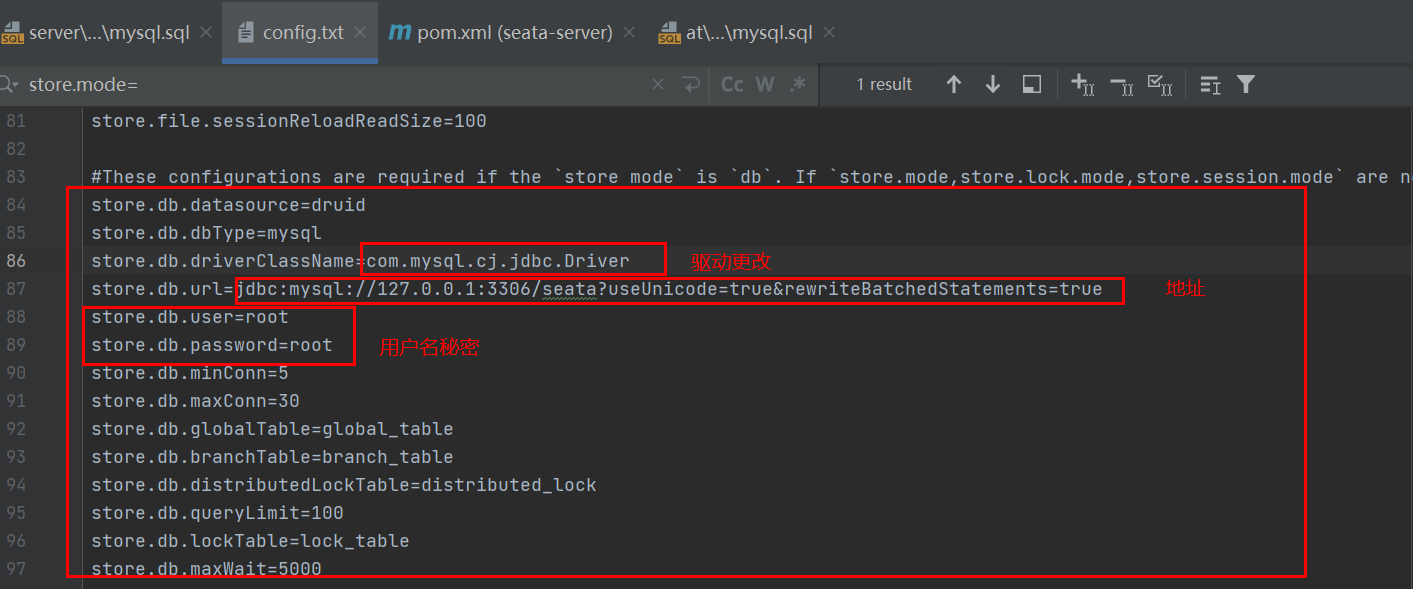 server\...\mysql.sql config.txt pom.xml (seata-server) at\...\mysql.sql
store.mode= Cc W .* 1 result
81 store.file.sessionReloadReadSize=100
82
83 #These configurations are required if the `store mode` is `db`. If `store.mode,store.lock.mode,store.session.mode` are n
84 store.db.datasource=druid
85 store.db.dbType=mysql
86 store.db.driverClassName=com.mysql.cj.jdbc.Driver 驱动更改
87 store.db.url=jdbc:mysql://127.0.0.1:3306/seata?useUnicode=true&rewriteBatchedStatements=true 地址
88 store.db.user=root
89 store.db.password=root 用户名秘密
90 store.db.minConn=5
91 store.db.maxConn=30
92 store.db.globalTable=global_table
93 store.db.branchTable=branch_table
94 store.db.distributedLockTable=distributed_lock
95 store.db.queryLimit=100
96 store.db.lockTable=lock_table
97 store.db.maxWait=5000